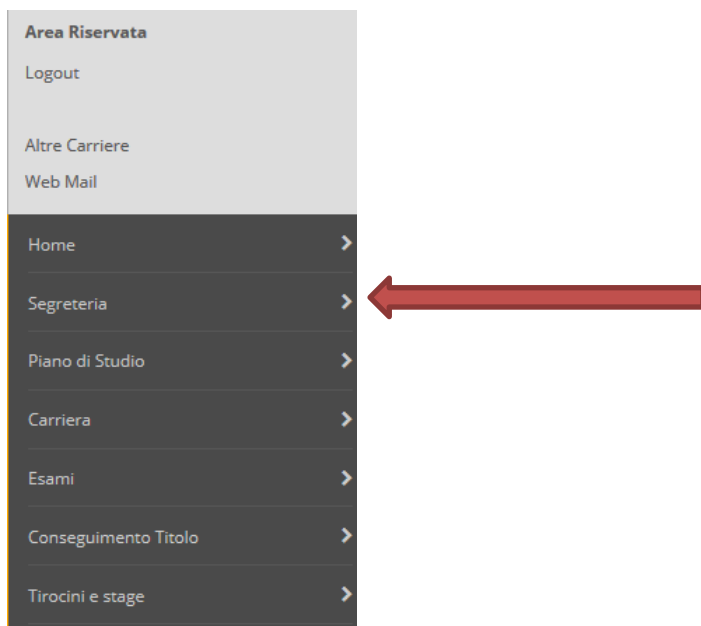 Area Riservata
Logout
Altre Carriere
Web Mail
Home
Segreteria
Piano di Studio
Carriera
Esami
Conseguimento Titolo
Tirocini e stage